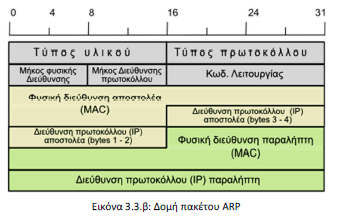 0 8 16 24 31
Τύπος υλικού Τύπος πρωτοκόλλου
Μήκος φυσικής Διεύθυνσης
Μήκος Διεύθυνσης πρωτοκόλλου
Κωδ. Λειτουργίας
Φυσική διεύθυνση αποστολέα
(MAC)
Διεύθυνση πρωτοκόλλου (IP)
αποστολέα (bytes 3 - 4)
Διεύθυνση πρωτοκόλλου (IP)
αποστολέα (bytes 1 - 2)
Φυσική διεύθυνση παραλήπτη
(MAC)
Διεύθυνση πρωτοκόλλου (IP) παραλήπτη
Εικόνα 3.3.β: Δομή πακέτου ARP